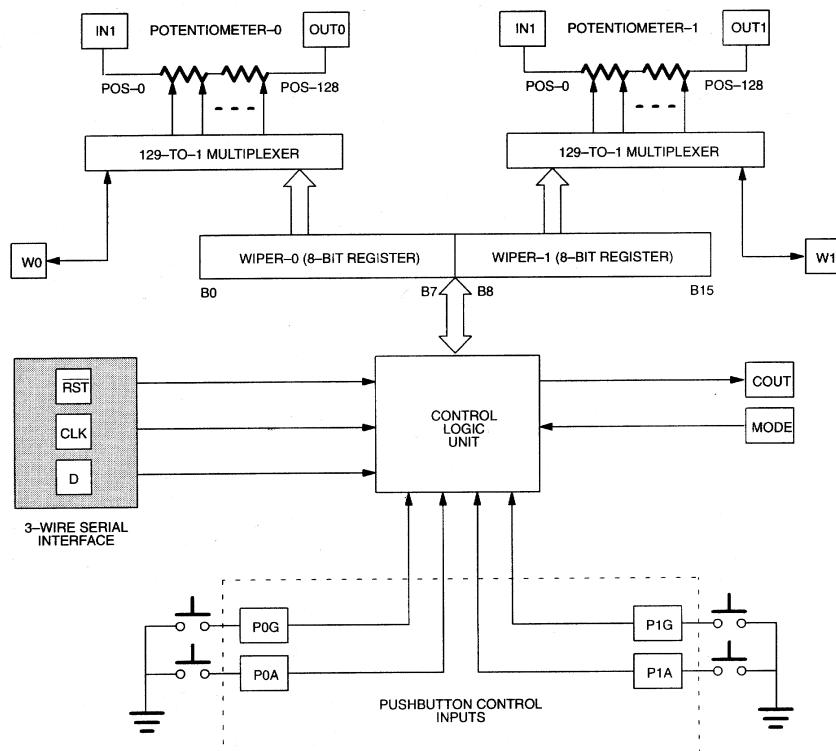 IN1
POTENTIOMETER–0
OUT0
IN1
POTENTIOMETER–1
OUT1
POS–0
POS–128
POS–0
POS–128
129–TO–1 MULTIPLEXER
129–TO–1 MULTIPLEXER
W0
WIPER–0 (8–BIT REGISTER)
WIPER–1 (8–BIT REGISTER)
W1
B0
B7
B8
B15
RST
CLK
D
3–WIRE SERIAL
INTERFACE
CONTROL
LOGIC
UNIT
COUT
MODE
P0G
P0A
P1G
P1A
PUSHBUTTON CONTROL
INPUTS